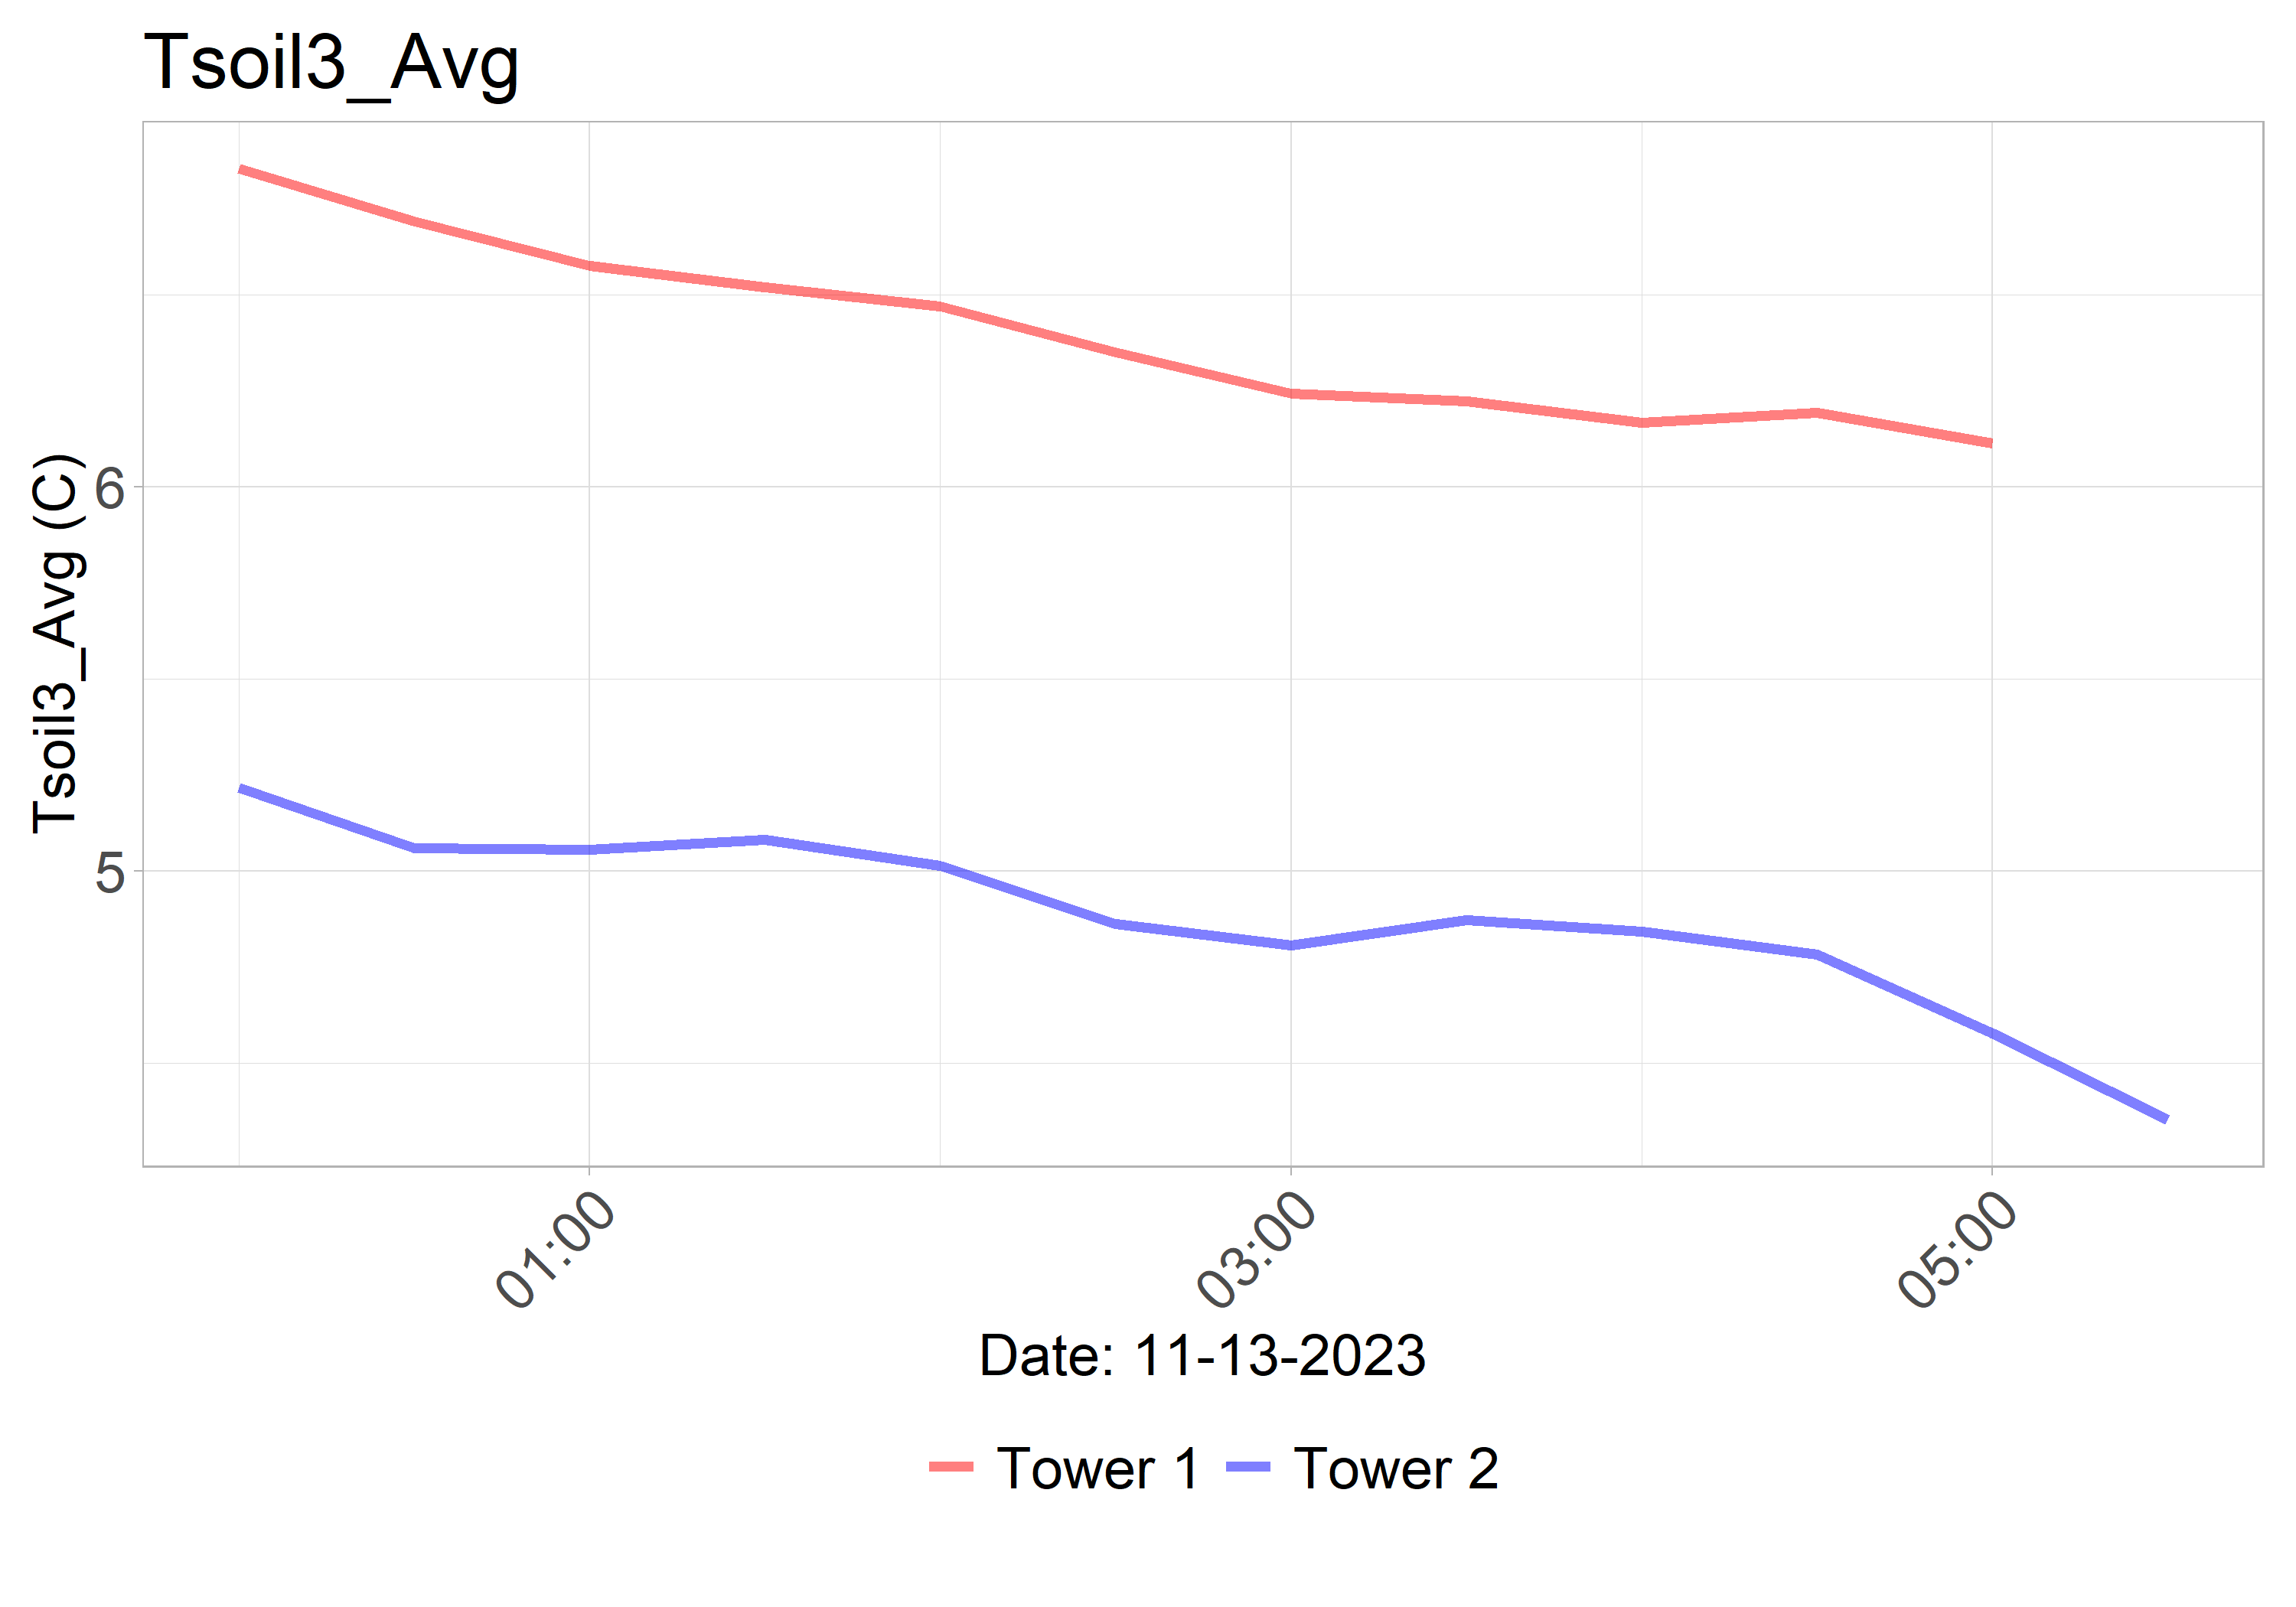 Tsoil3_Avg
Tsoil3_Avg (C)
6
5
01:00
03:00
05:00
Date: 11-13-2023
Tower 1
Tower 2